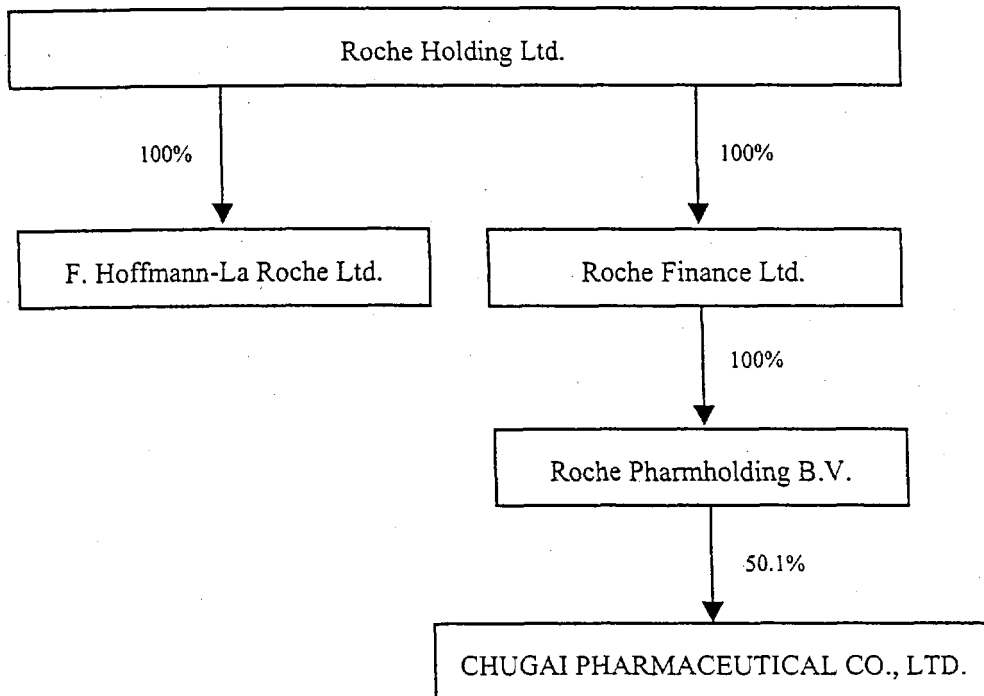 Roche Holding Ltd.
100%
100%
F. Hoffmann-La Roche Ltd.
Roche Finance Ltd.
100%
Roche Pharmholding B.V.
50.1%
CHUGAI PHARMACEUTICAL CO., LTD.